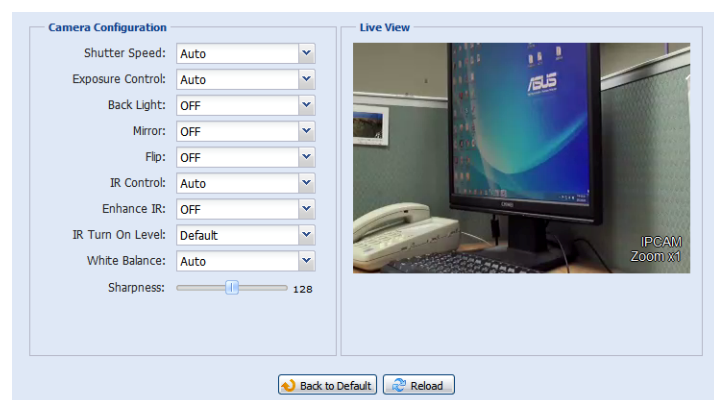 Camera Configuration
Shutter Speed: Auto
Exposure Control: Auto
Back Light: OFF
Mirror: OFF
Flip: OFF
IR Control: Auto
Enhance IR: OFF
IR Turn On Level: Default
White Balance: Auto
Sharpness: 128
Live View
ASUS
IPCAM
Zoom x1
Back to Default
Reload